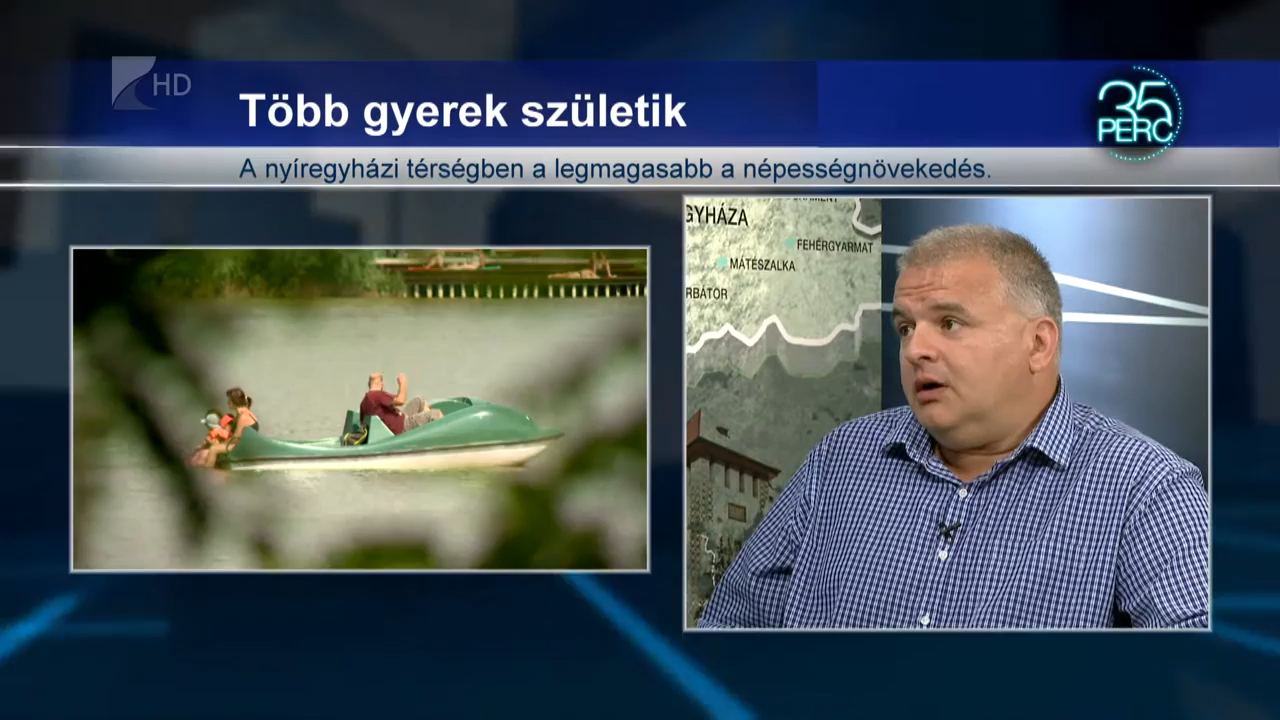 HD
Több gyerek születik
35
PERC
A nyíregyházi térségben a legmagasabb a népességnövekedés.
GYHÁZA
FEHÉRGYARMAT
MÁTÉSZALKA
RBÁTOR